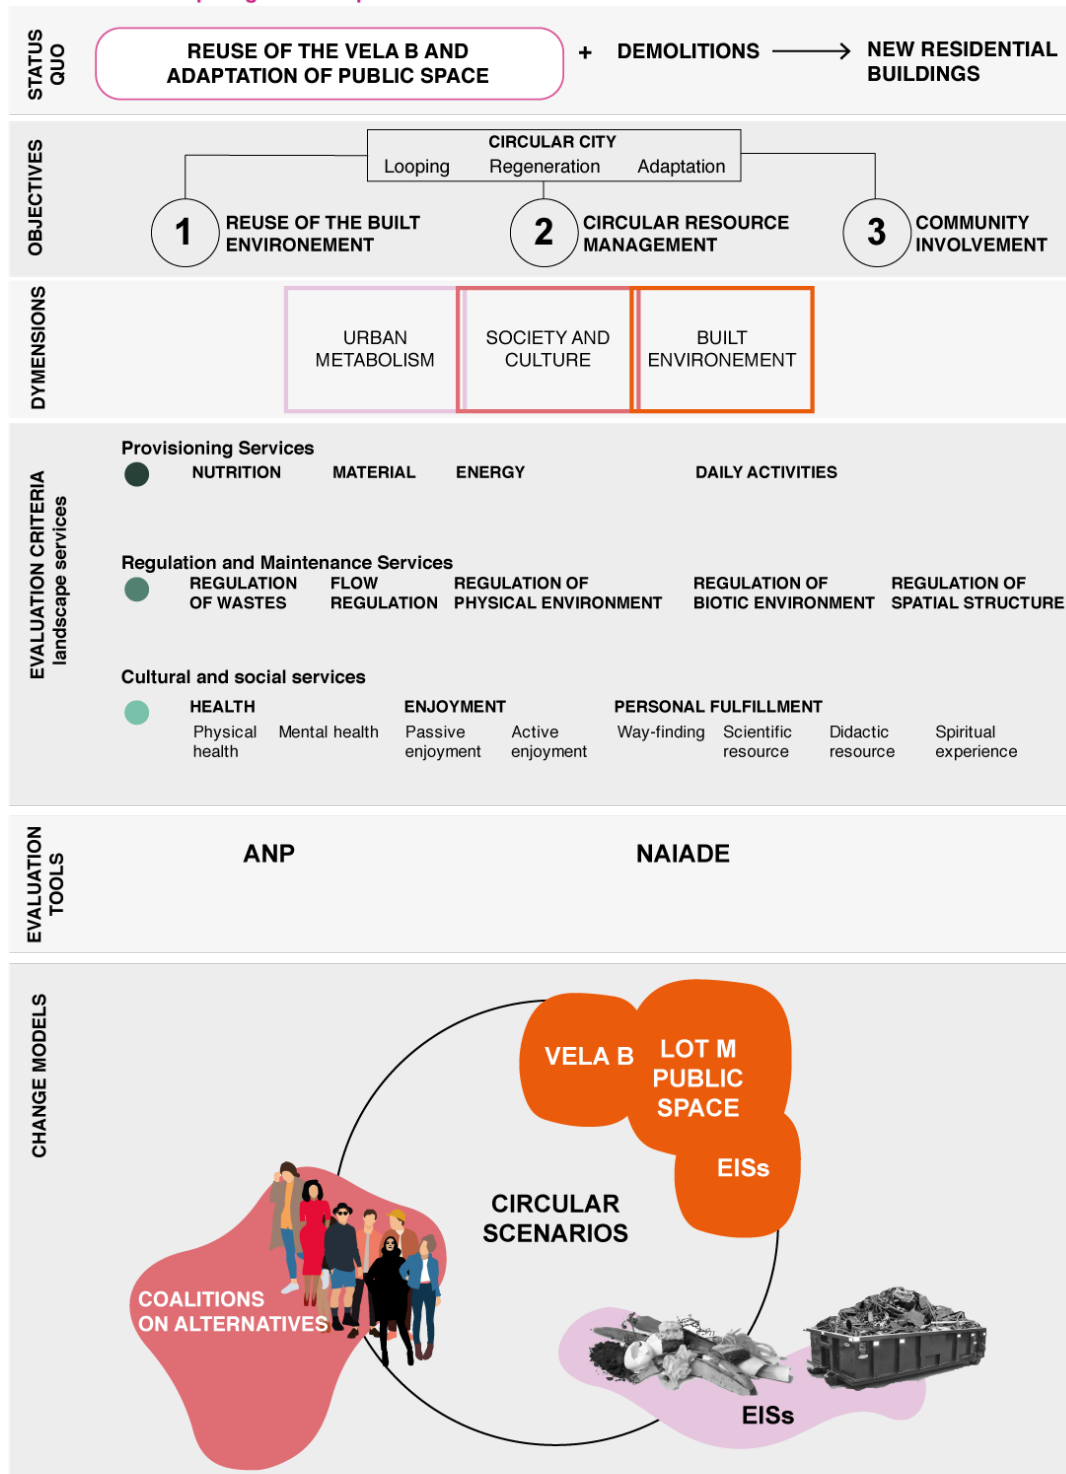 STATUS
QUO
REUSE OF THE VELA B AND
ADAPTATION OF PUBLIC SPACE
+
DEMOLITIONS
NEW RESIDENTIAL
BUILDINGS
OBJECTIVES
CIRCULAR CITY
Looping
Regeneration
Adaptation
1
REUSE OF THE BUILT
ENVIRONEMENT
2
CIRCULAR RESOURCE
MANAGEMENT
3
COMMUNITY
INVOLVEMENT
DYMENSIONS
URBAN
METABOLISM
SOCIETY AND
CULTURE
BUILT
ENVIRONEMENT
EVALUATION CRITERIA
landscape services
Provisioning Services
NUTRITION
MATERIAL
ENERGY
DAILY ACTIVITIES
Regulation and Maintenance Services
REGULATION
OF WASTES
FLOW
REGULATION
REGULATION OF
PHYSICAL ENVIRONMENT
REGULATION OF
BIOTIC ENVIRONMENT
REGULATION OF
SPATIAL STRUCTURE
Cultural and social services
HEALTH
Physical
health
Mental health
ENJOYMENT
Passive
enjoyment
Active
enjoyment
PERSONAL FULFILLMENT
Way-finding
Scientific
resource
Didactic
resource
Spiritual
experience
EVALUATION
TOOLS
ANP
NAIADE
CHANGE MODELS
VELA B
LOT M
PUBLIC
SPACE
EISs
CIRCULAR
SCENARIOS
COALITIONS
ON ALTERNATIVES
EISs